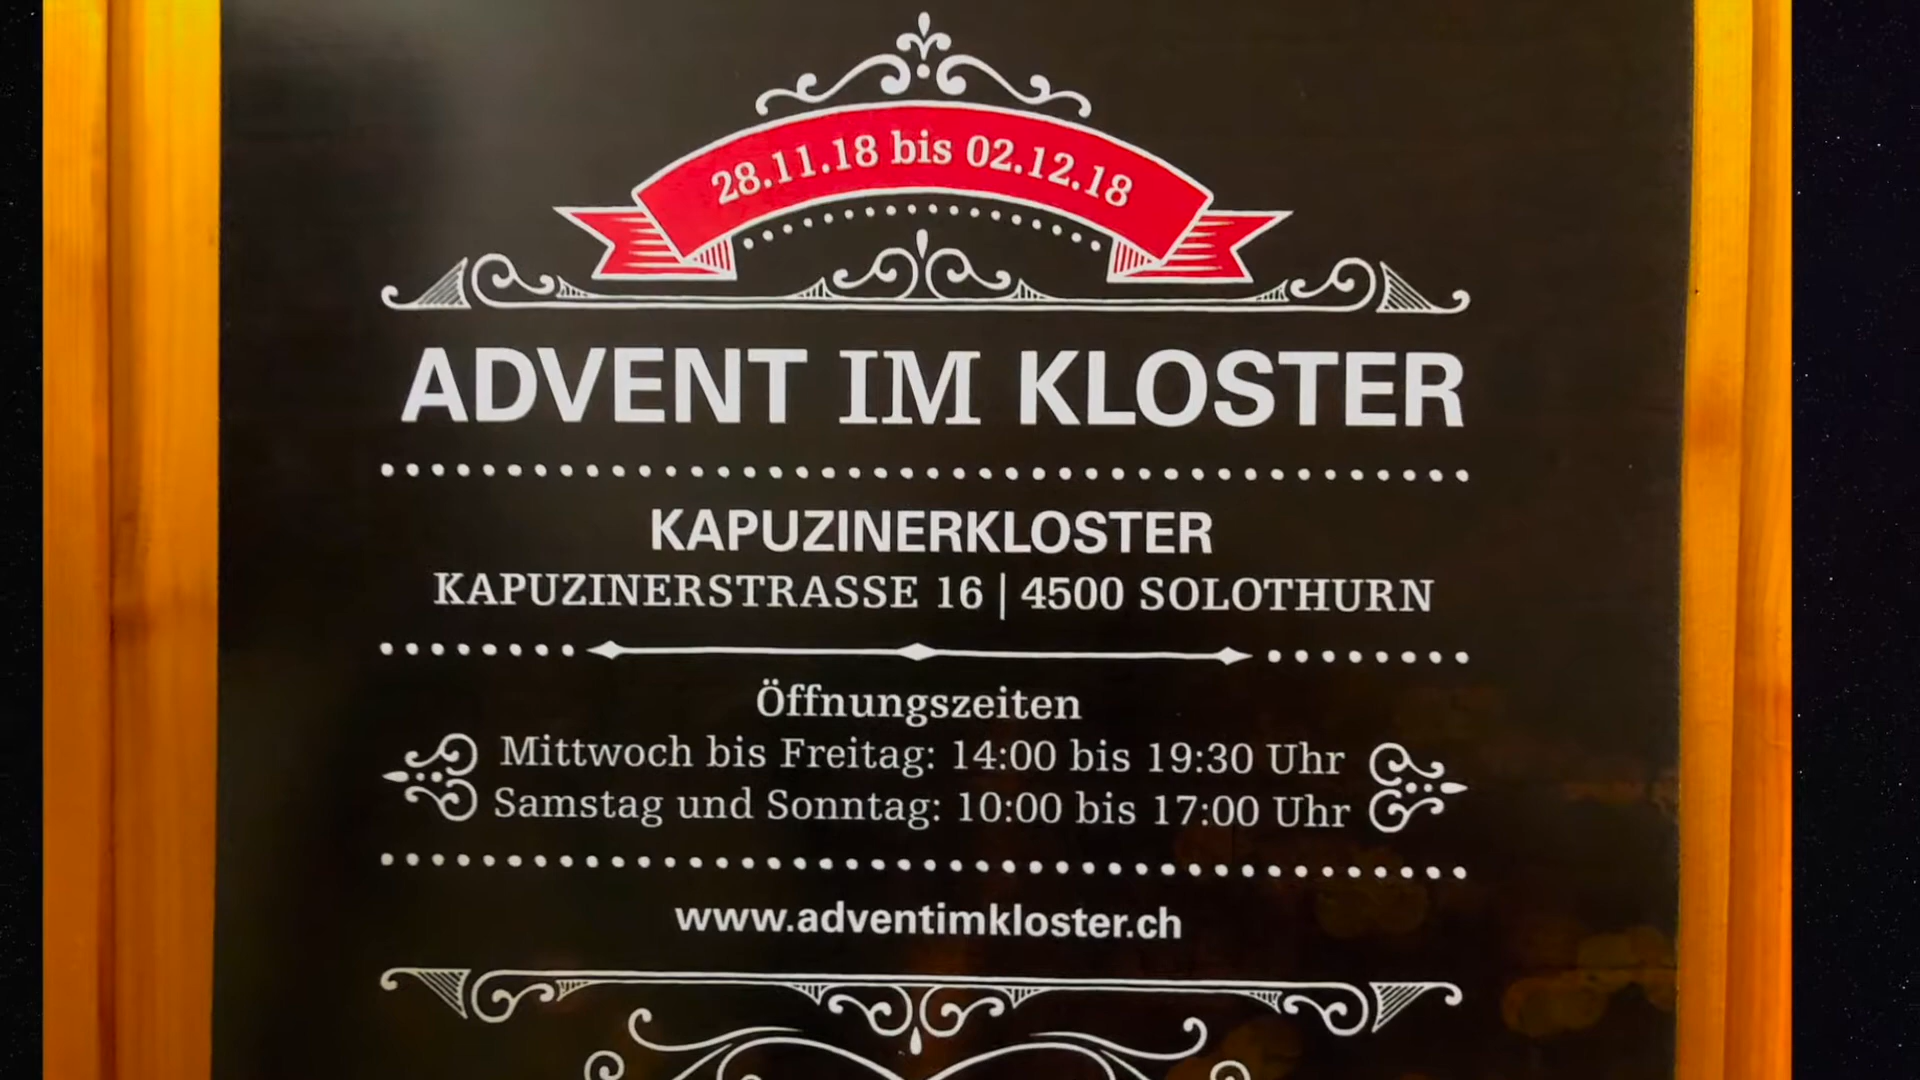 28.11.18 bis 02.12.18
ADVENT IM KLOSTER
KAPUZINERKLOSTER
KAPUZINERSTRASSE 16 | 4500 SOLOTHURN
Öffnungszeiten
Mittwoch bis Freitag: 14:00 bis 19:30 Uhr
Samstag und Sonntag: 10:00 bis 17:00 Uhr
www.adventimkloster.ch